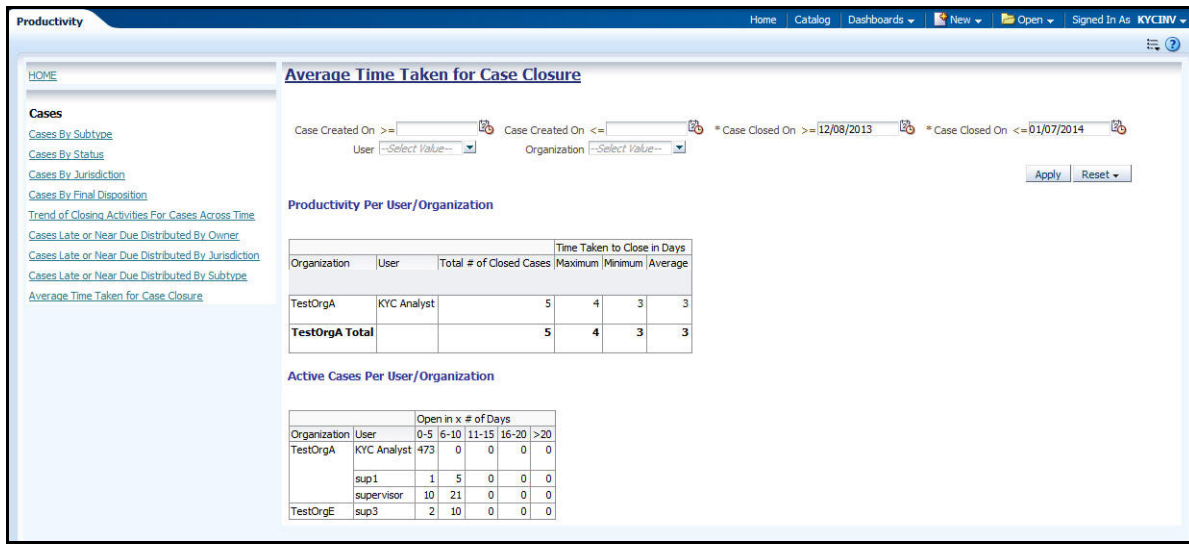 Productivity
Home Catalog Dashboards New Open Signed In As KYCINV
HOME
Cases
Cases By Subtype
Cases By Status
Cases By Jurisdiction
Cases By Final Disposition
Trend of Closing Activities For Cases Across Time
Cases Late or Near Due Distributed By Owner
Cases Late or Near Due Distributed By Jurisdiction
Cases Late or Near Due Distributed By Subtype
Average Time Taken for Case Closure
Average Time Taken for Case Closure
Case Created On >= Case Created On <= * Case Closed On >= 12/08/2013 * Case Closed On <= 01/07/2014
User --Select Value-- Organization --Select Value--
Apply Reset
Productivity Per User/Organization
Time Taken to Close in Days
Organization User Total # of Closed Cases Maximum Minimum Average
TestOrgA KYC Analyst 5 4 3 3
TestOrgA Total 5 4 3 3
Active Cases Per User/Organization
Open in x # of Days
Organization User 0-5 6-10 11-15 16-20 >20
TestOrgA KYC Analyst 473 0 0 0 0
sup1 1 5 0 0 0
supervisor 10 21 0 0 0
TestOrgE sup3 2 10 0 0 0